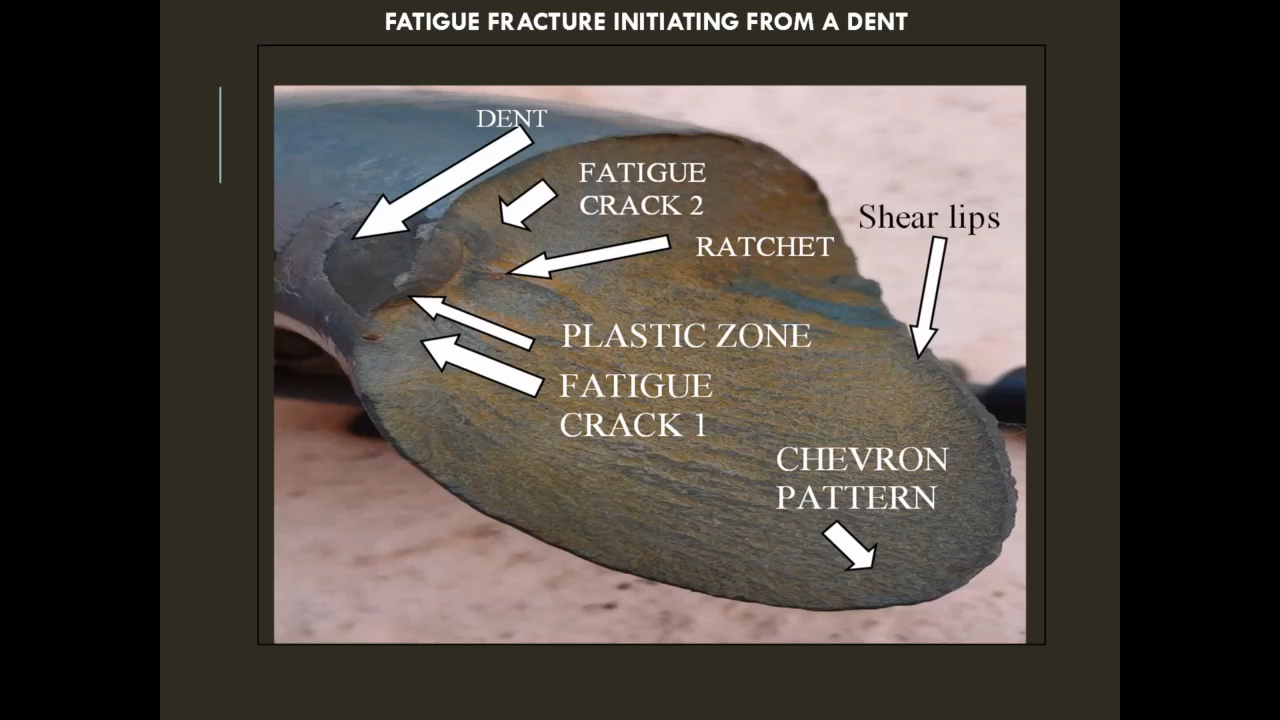 FATIGUE FRACTURE INITIATING FROM A DENT
DENT
FATIGUE
CRACK 2
RATCHET
Shear lips
PLASTIC ZONE
FATIGUE
CRACK 1
CHEVRON
PATTERN